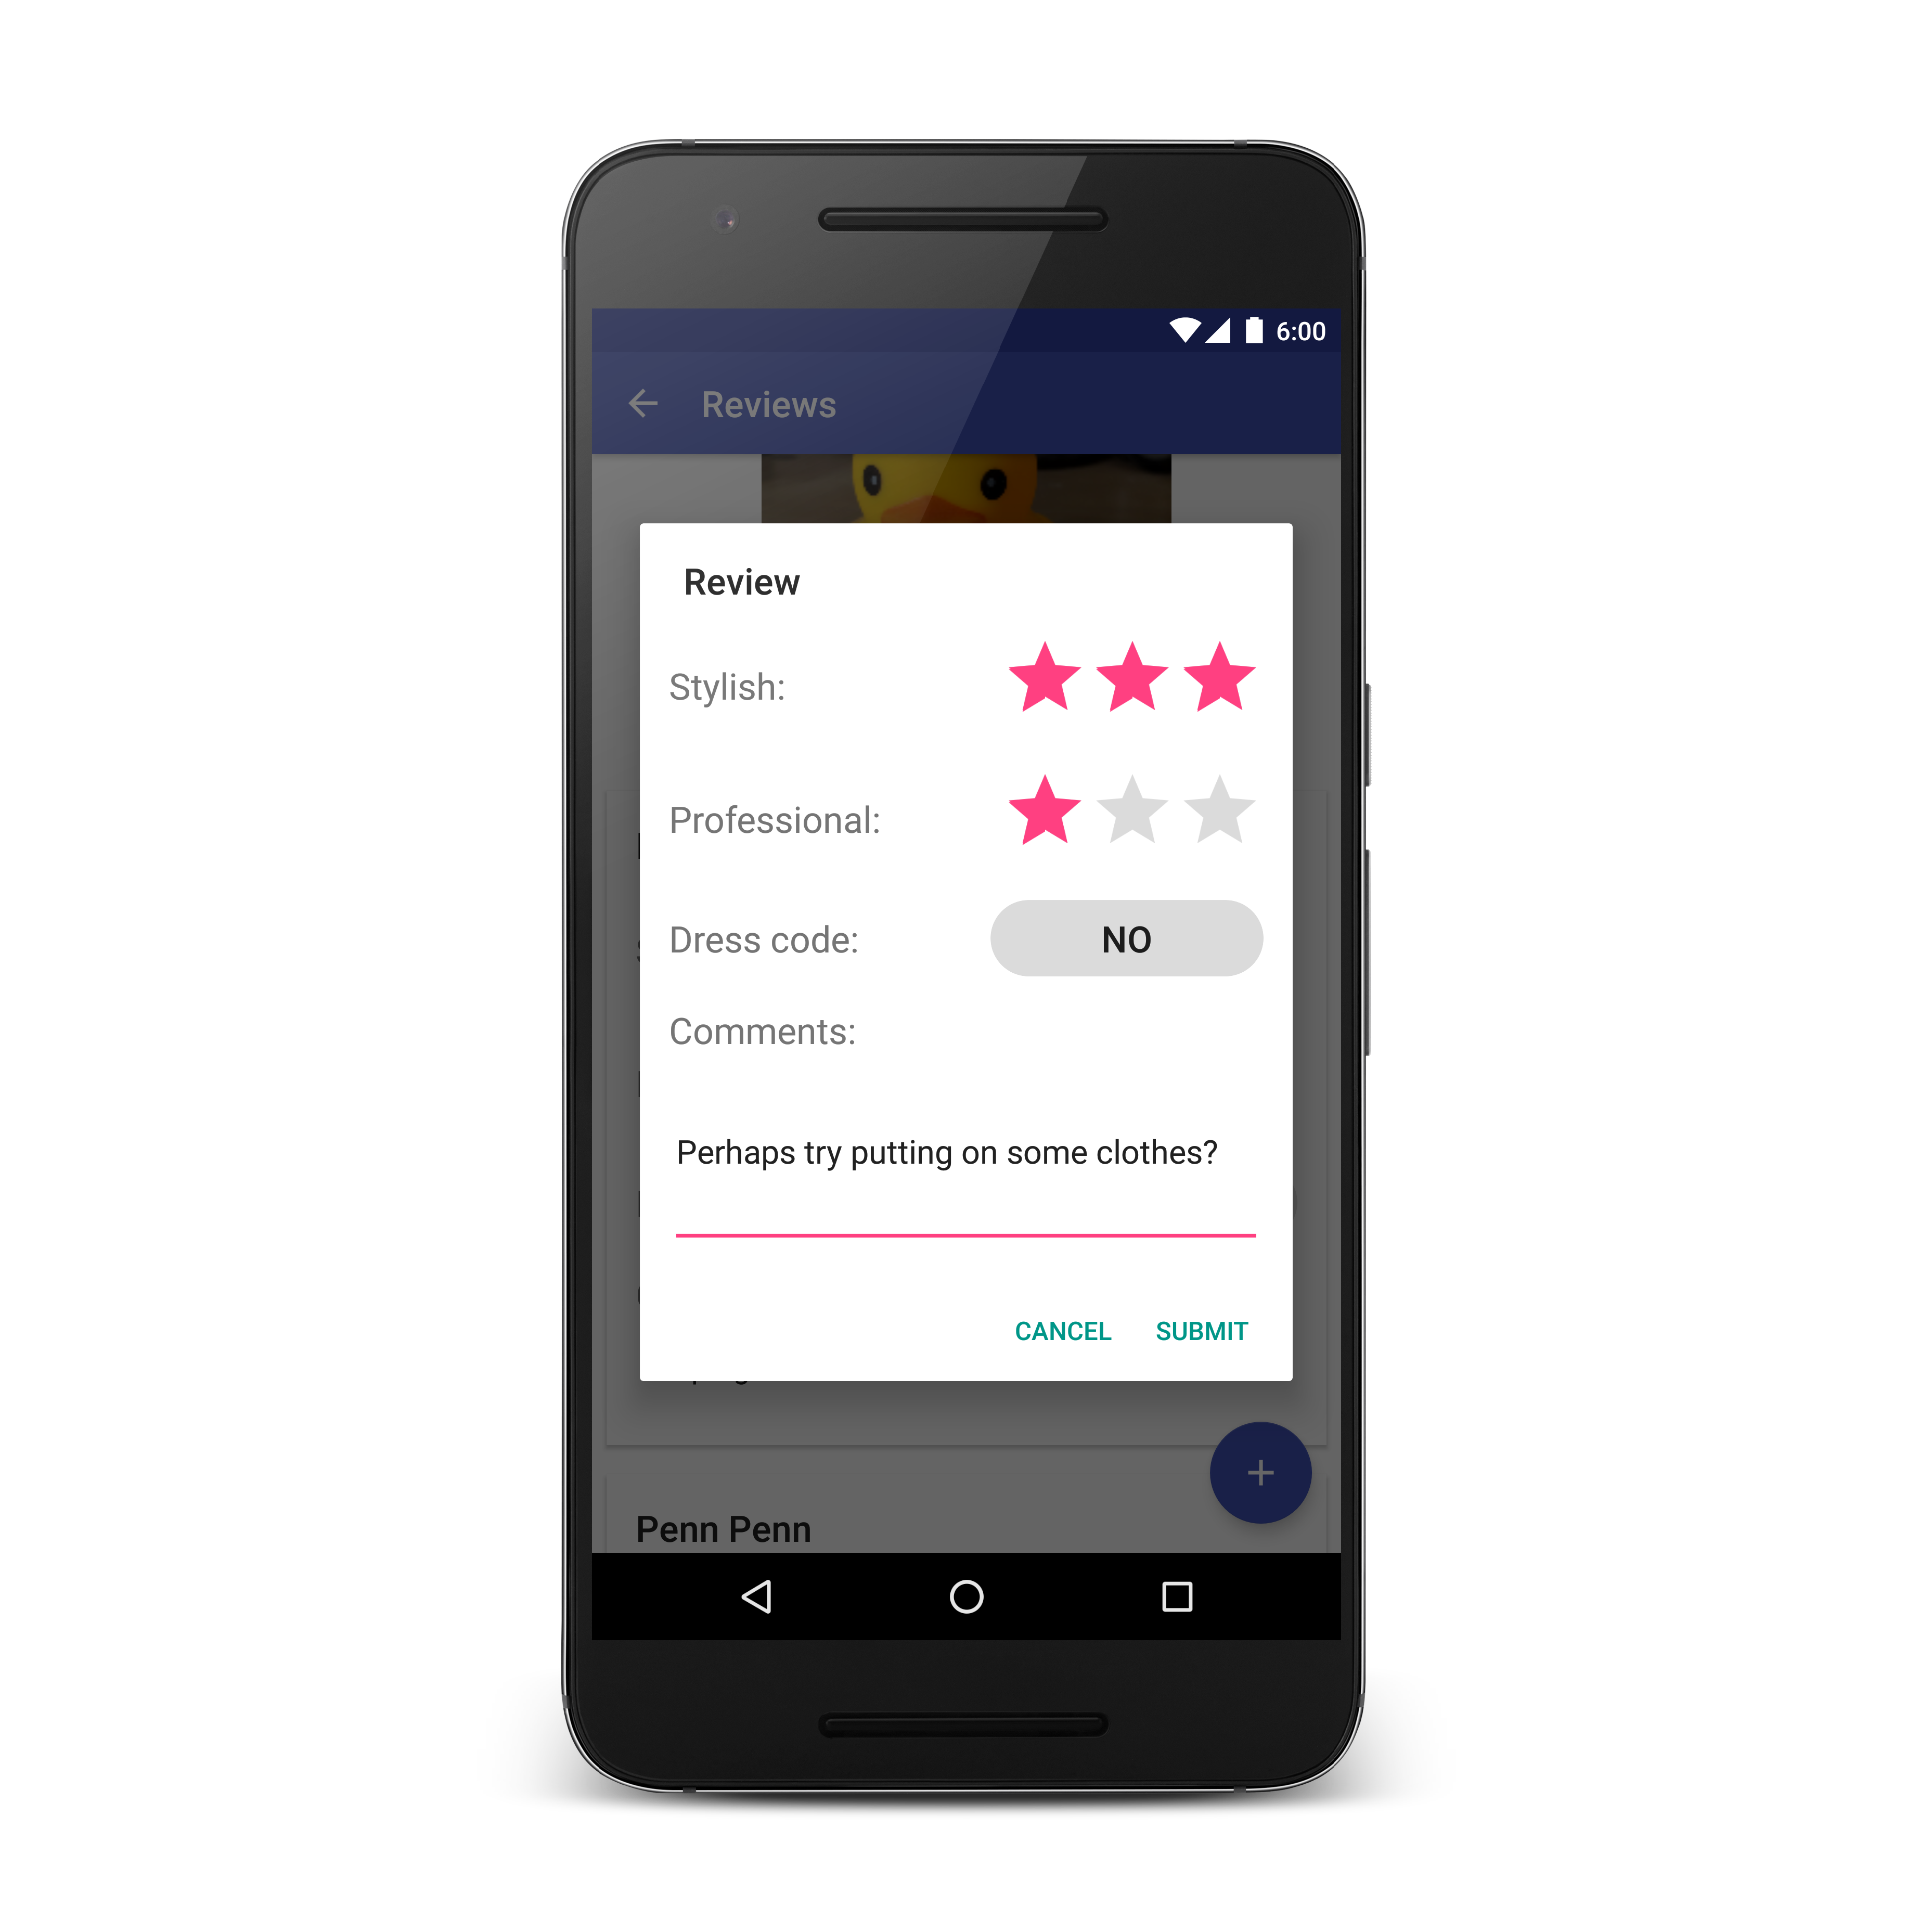 6:00
Reviews
Review
Stylish:
Professional:
Dress code: NO
Comments:
Perhaps try putting on some clothes?
CANCEL SUBMIT
Penn Penn